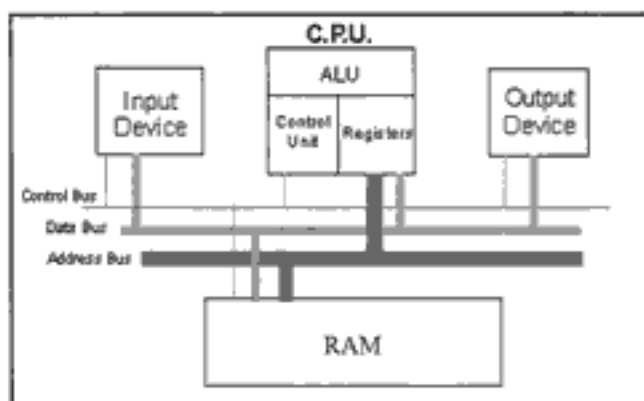 C.P.U.
ALU
Input
Device
Control
Unit
Registers
Output
Device
Control Bus
Data Bus
Address Bus
RAM